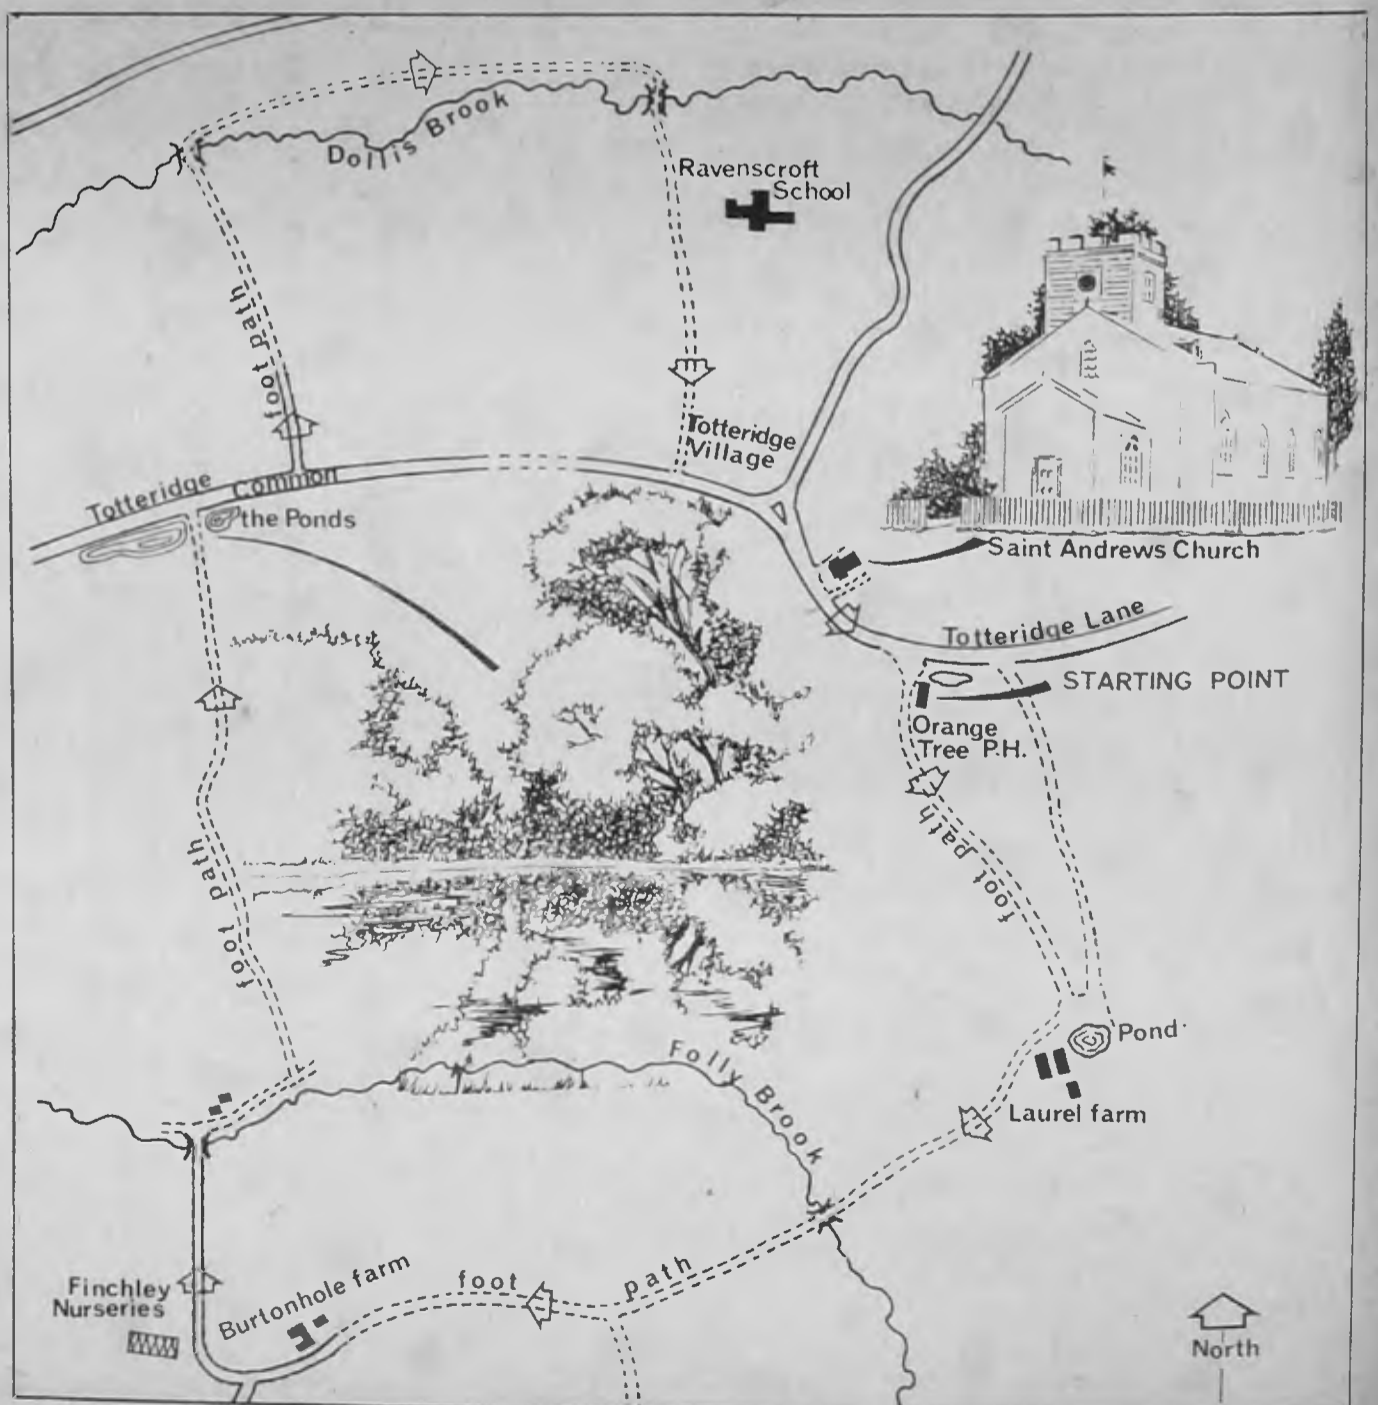 Dollis Brook
Ravenscroft
School
foot path
Totteridge
Village
Totteridge Common
the Ponds
Saint Andrews Church
Totteridge Lane
STARTING POINT
Orange
Tree P.H.
foot path
foot path
Pond
Folly Brook
Laurel farm
foot path
Finchley
Nurseries
Burtonhole farm
North